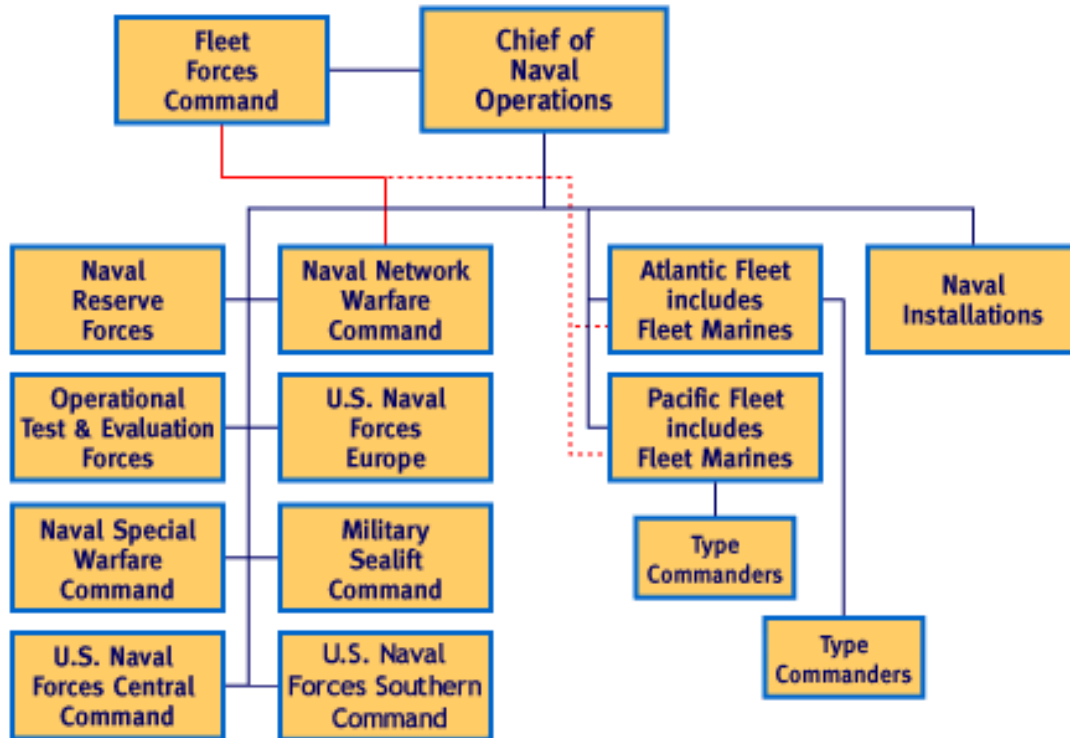 Fleet
Forces
Command
Chief of
Naval
Operations
Naval
Reserve
Forces
Naval Network
Warfare
Command
Atlantic Fleet
includes
Fleet Marines
Naval
Installations
Operational
Test & Evaluation
Forces
U.S. Naval
Forces
Europe
Pacific Fleet
includes
Fleet Marines
Naval Special
Warfare
Command
Military
Sealift
Command
Type
Commanders
U.S. Naval
Forces Central
Command
U.S. Naval
Forces Southern
Command
Type
Commanders